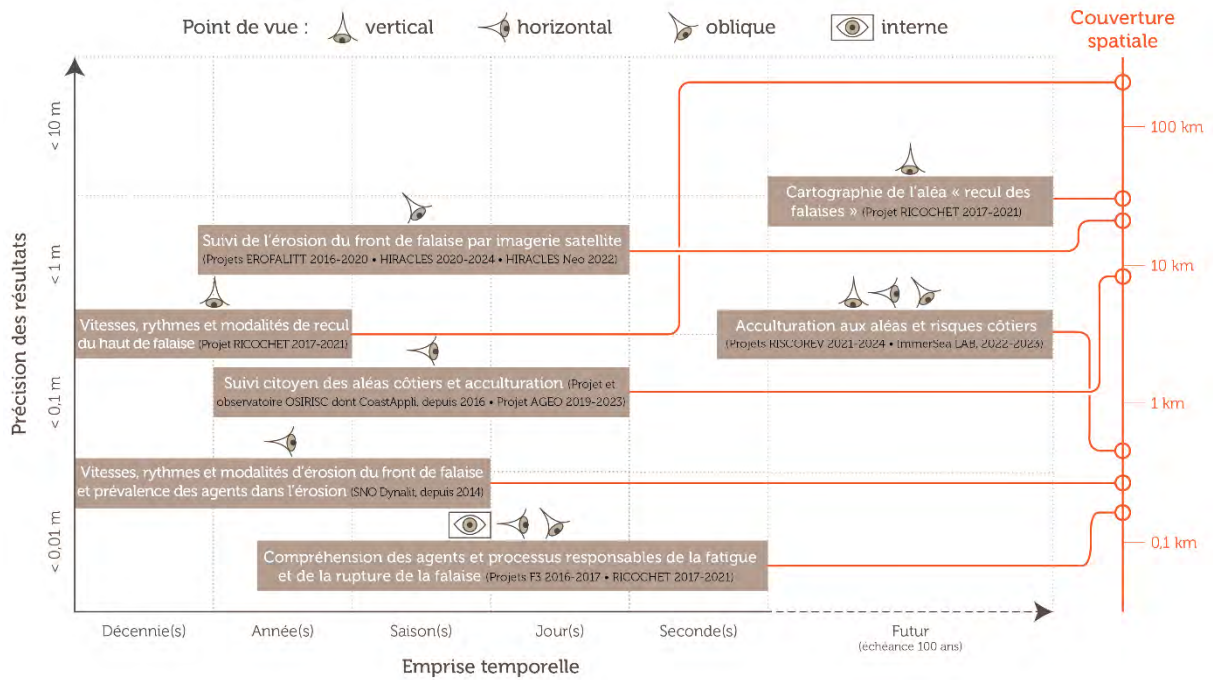 Point de vue : vertical horizontal oblique interne
Couverture
spatiale
Précision des résultats
< 10 m
< 1 m
< 0,1 m
< 0,01 m
100 km
10 km
1 km
0,1 km
Cartographie de l'aléa « recul des
falaises » (Projet RICOCHET 2017-2021)
Suivi de l'érosion du front de falaise par imagerie satellite
(Projets EROFALITT 2016-2020 • HIRACLES 2020-2024 • HIRACLES Neo 2022)
Vitesses, rythmes et modalités de recul
du haut de falaise (Projet RICOCHET 2017-2021)
Acculturation aux aléas et risques côtiers
(Projets RISCOREV 2021-2024 • ImmerSea LAB, 2022-2023)
Suivi citoyen des aléas côtiers et acculturation (Projet et
observatoire OSIRISC dont CoastAppli, depuis 2016 • Projet AGEO 2019-2023)
Vitesses, rythmes et modalités d'érosion du front de falaise
et prévalence des agents dans l'érosion (SNO Dynalit, depuis 2014)
Compréhension des agents et processus responsables de la fatigue
et de la rupture de la falaise (Projets F3 2016-2017 • RICOCHET 2017-2021)
Décennie(s)
Année(s)
Saison(s)
Jour(s)
Seconde(s)
Futur
(échéance 100 ans)
Emprise temporelle